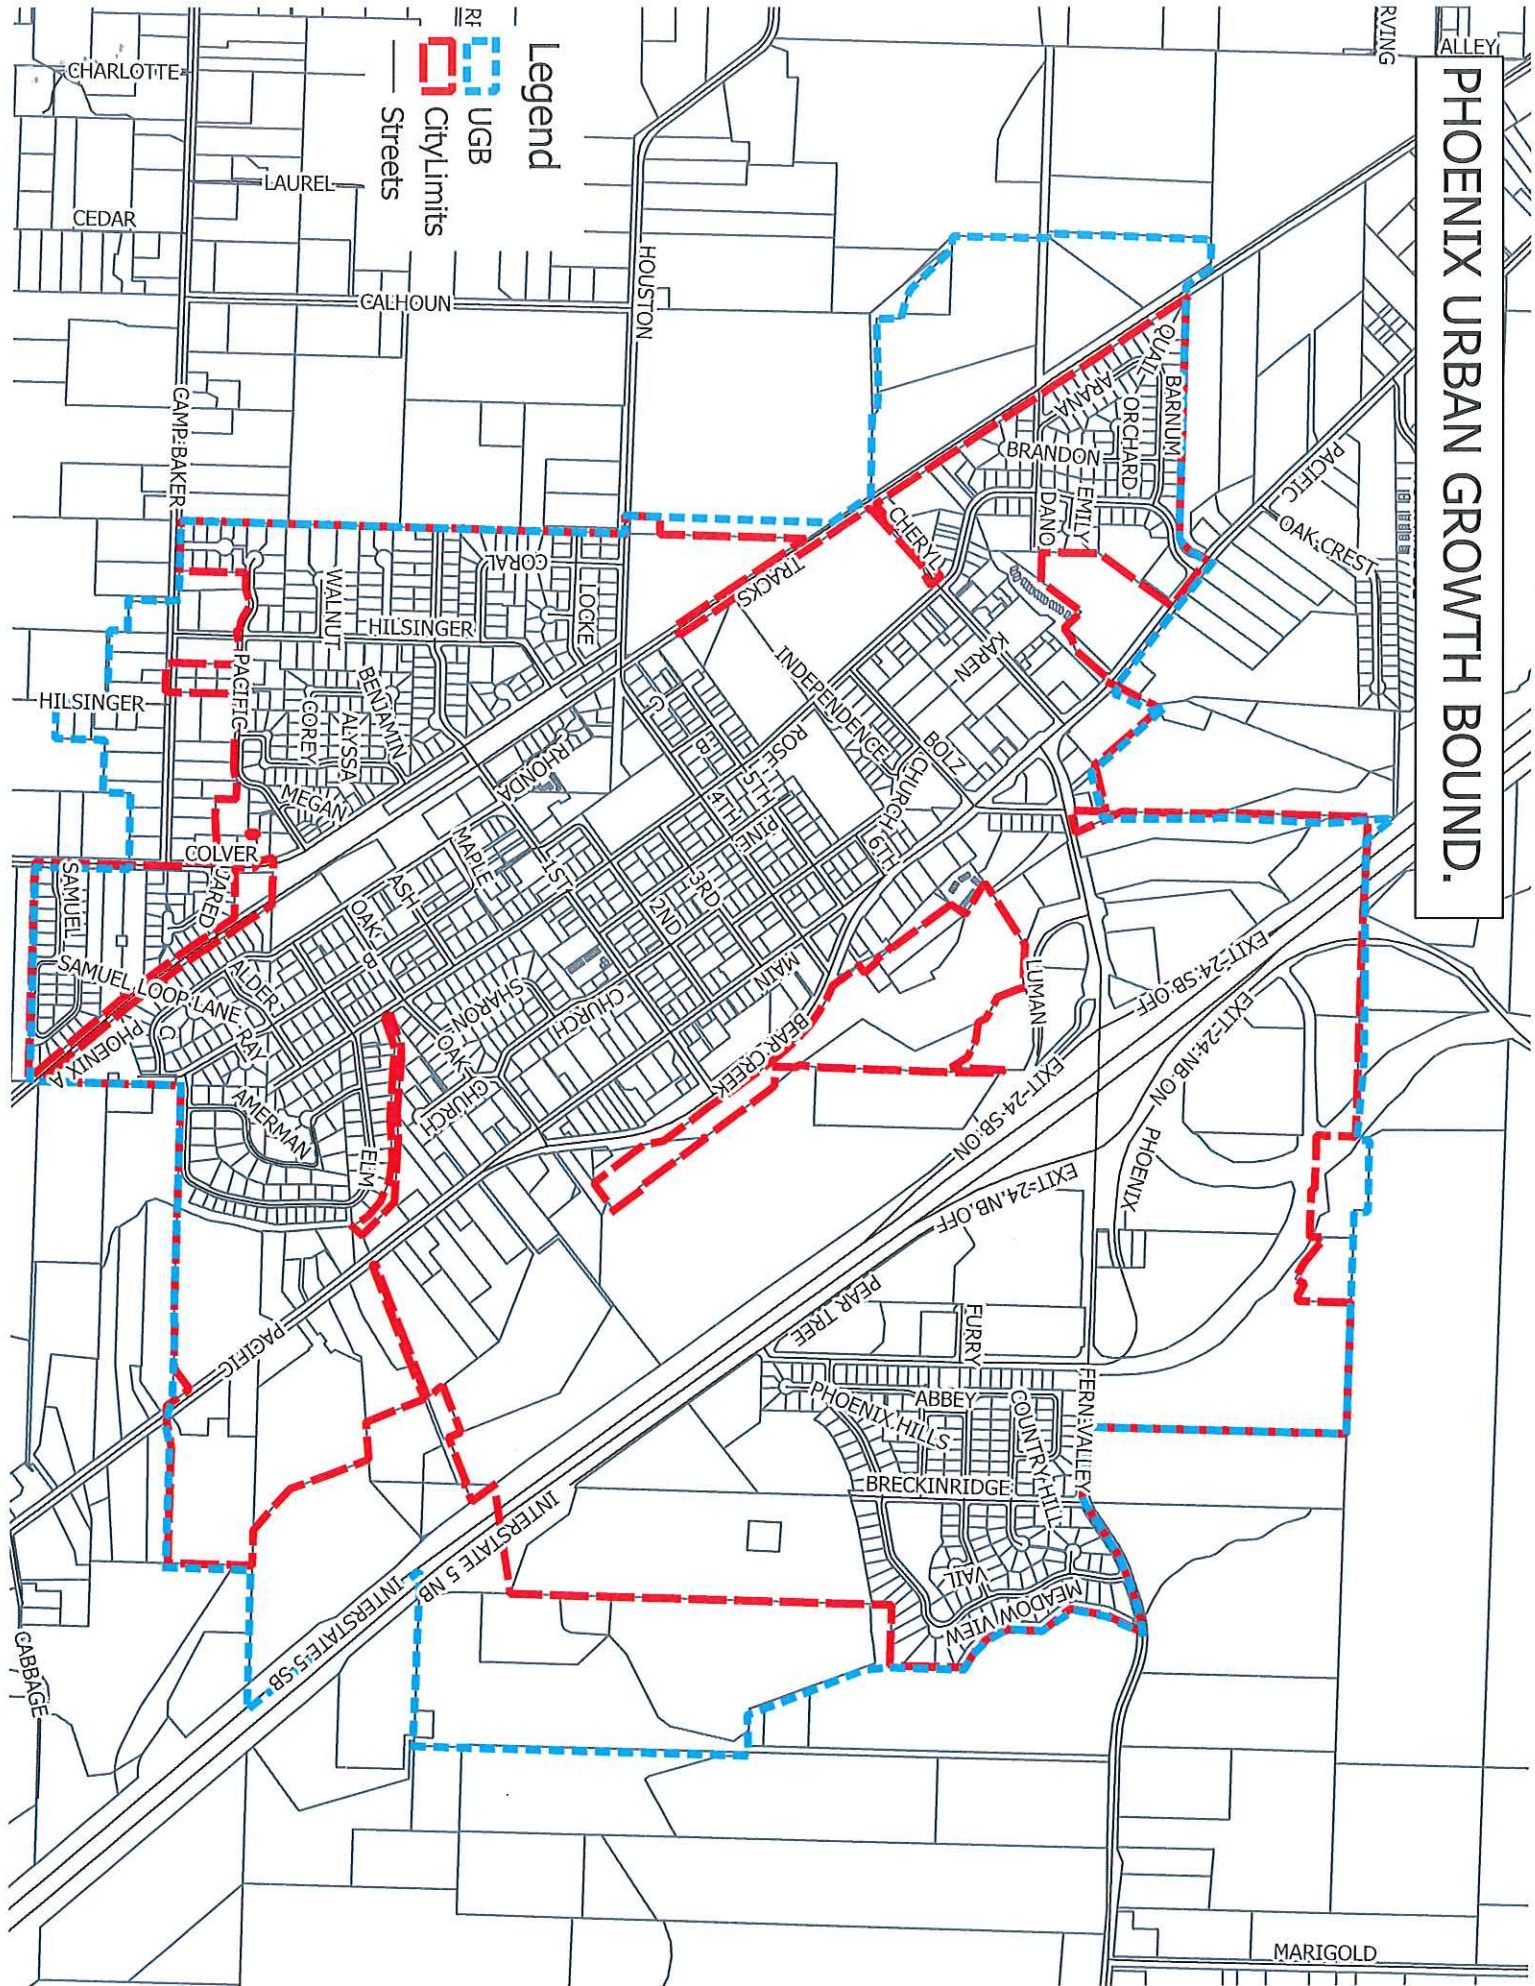 PHOENIX URBAN GROWTH BOUND.
Legend
UGB
CityLimits
Streets
ALLEY
RVING
RE
CHARLOTTE
LAUREL
CEDAR
CALHOUN
HOUSTON
CAMP BAKER
QUAIL
BARNUM
ARANA
ORCHARD
BRANDON
EMILY
DANO
PACIFIC
OAK CREST
CHERYL
TRACKS
CORAL
LOCKE
WALNUT
HILSINGER
KAREN
INDEPENDENCE
PACIFIC
HILSINGER
BENJAMIN
ALYSSA
COREY
MEGAN
RHONDA
C
B
ROSE
5TH
4TH
PINE
BOLZ
CHURCH
6TH
COLVER
JARED
SAMUEL
MAPLE
ASH
OAK
B
1ST
3RD
2ND
MAIN
LUMAN
EXIT-24-SB-OFF
EXIT-24-NB-ON
SAMUEL LOOP LANE
ALDER
RAY
C
PHOENIX A
SHARON
CHURCH
OAK
CHURCH
BEAR CREEK
EXIT-24-SB-ON
AMERMAN
ELM
PHOENIX
EXIT-24-NB-OFF
PEAR TREE
PACIFIC
FURRY
ABBEY
PHOENIX HILLS
COUNTRY HILL
FERN VALLEY
BRECKINRIDGE
VAIL
MEADOW VIEW
INTERSTATE 5 NB
INTERSTATE 5 SB
CABBAGE
MARIGOLD